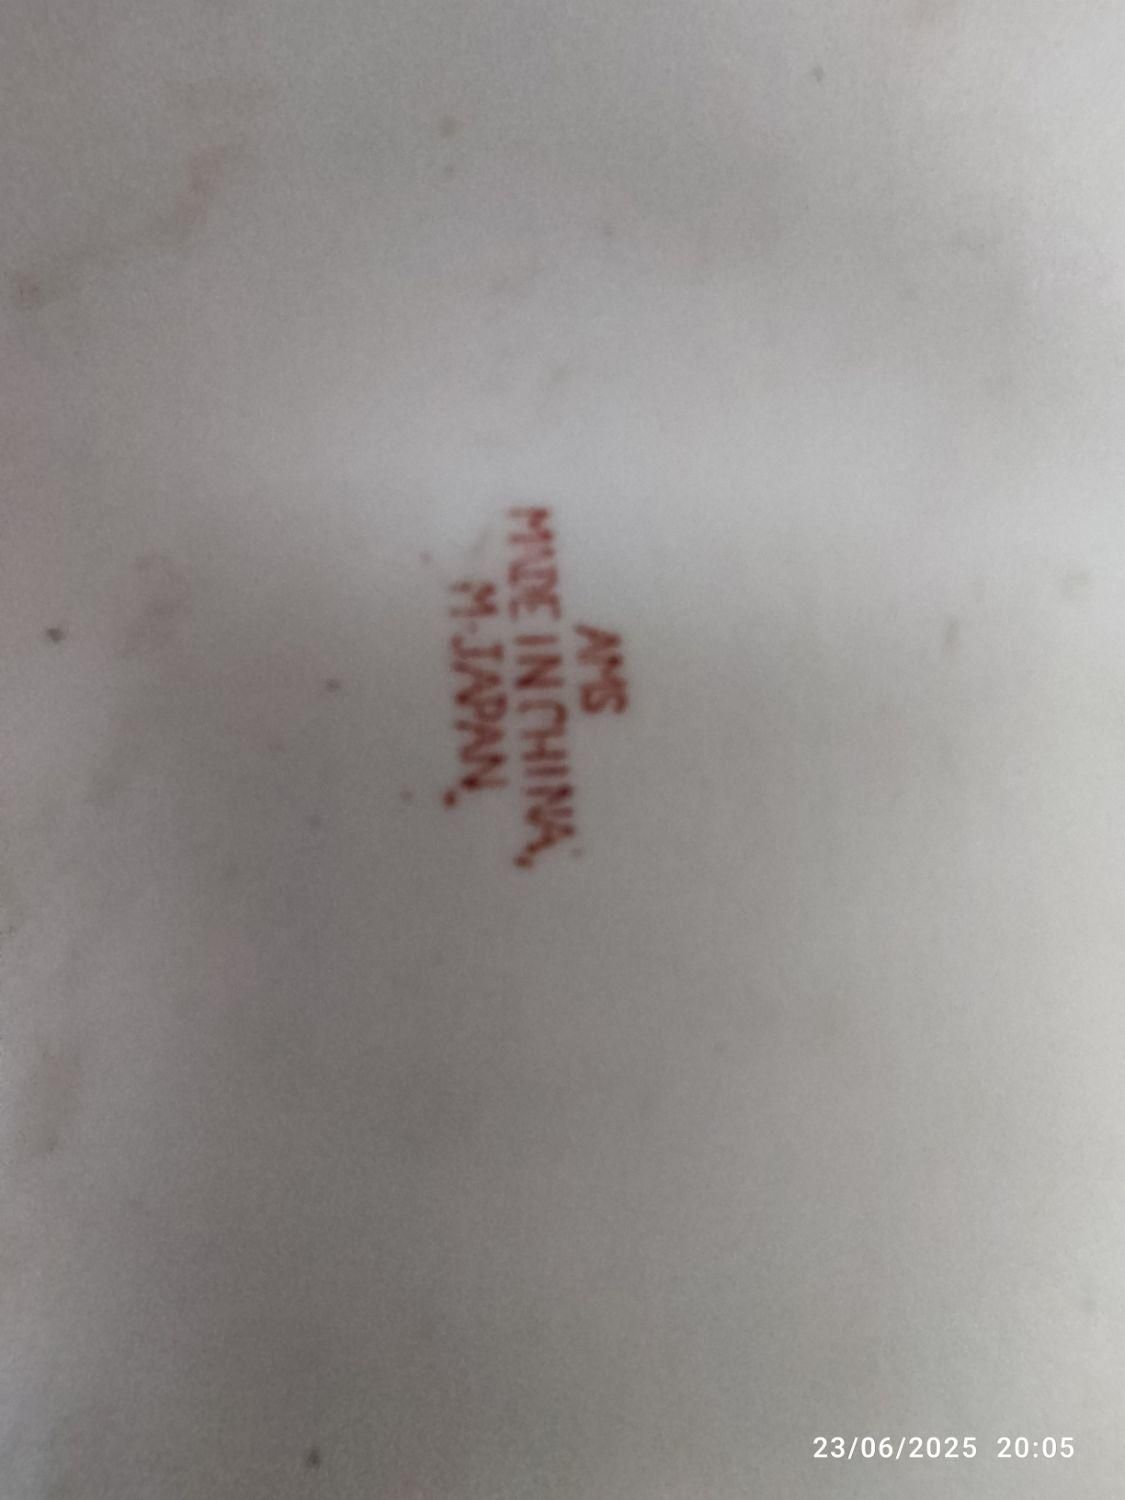 AMS
MADE IN CHINA.
M.JAPAN.
23/06/2025 20:05